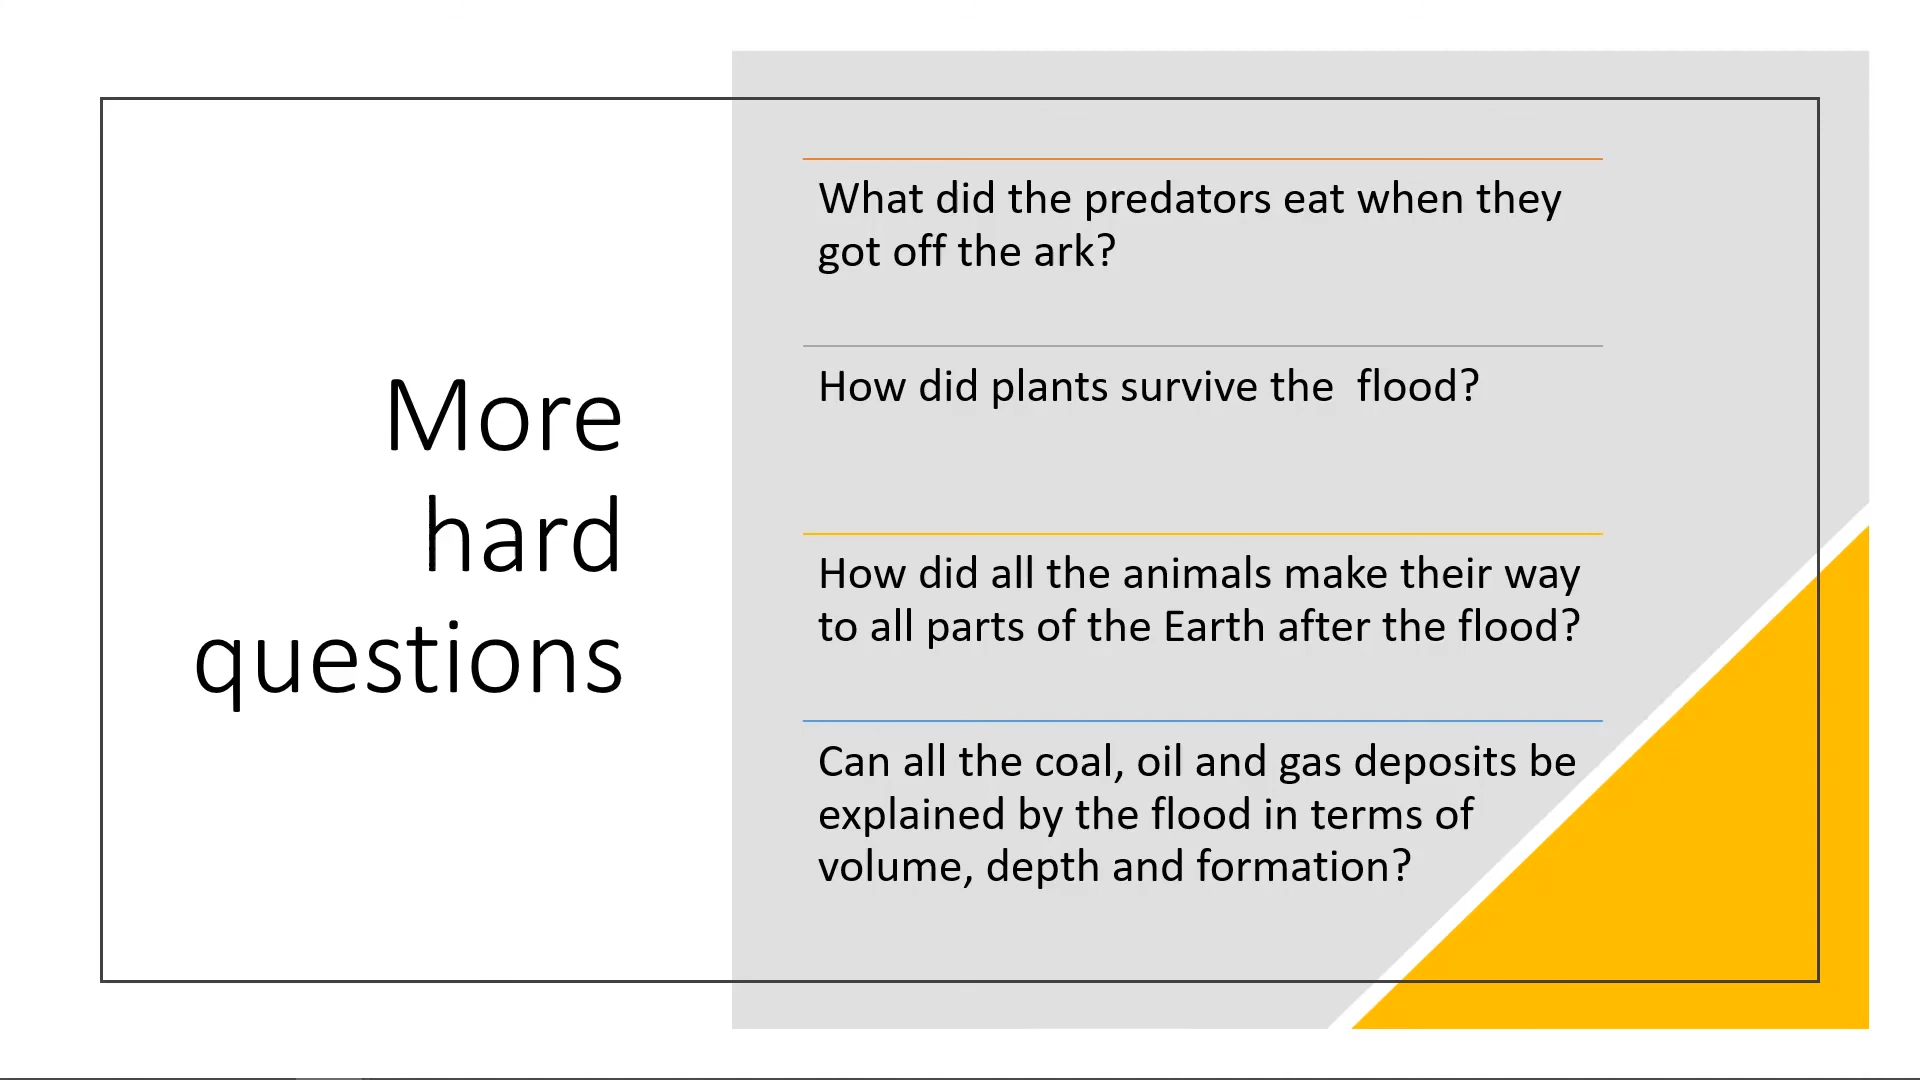 More
hard
questions
What did the predators eat when they
got off the ark?
How did plants survive the  flood?
How did all the animals make their way
to all parts of the Earth after the flood?
Can all the coal, oil and gas deposits be
explained by the flood in terms of
volume, depth and formation?